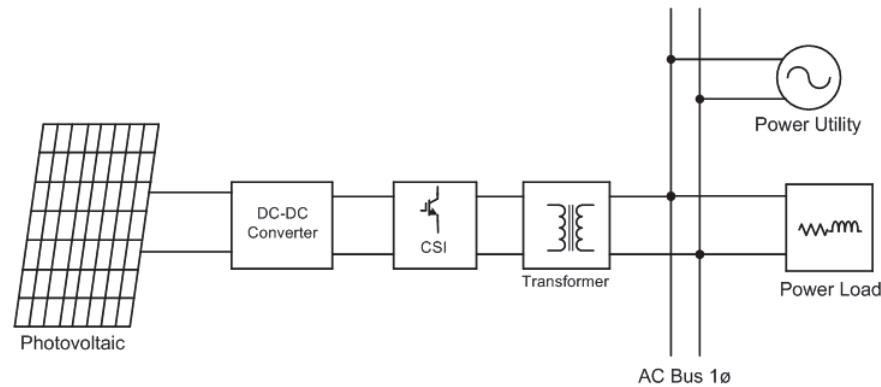 Power Utility
DC-DC
Converter
CSI
Transformer
Power Load
Photovoltaic
AC Bus 1ø